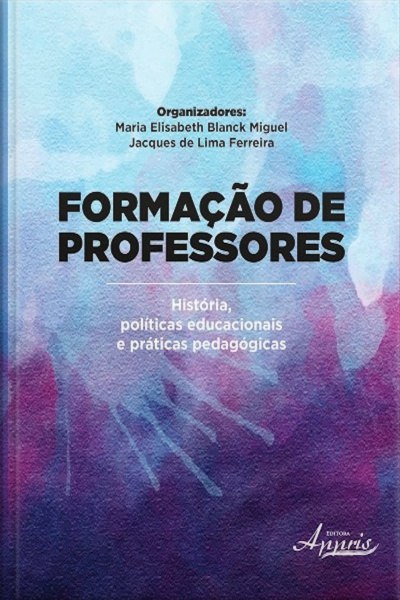 Organizadores:
Maria Elisabeth Blanck Miguel
Jacques de Lima Ferreira
FORMAÇÃO DE
PROFESSORES
História,
políticas educacionais
e práticas pedagógicas
EDITORA
Appris